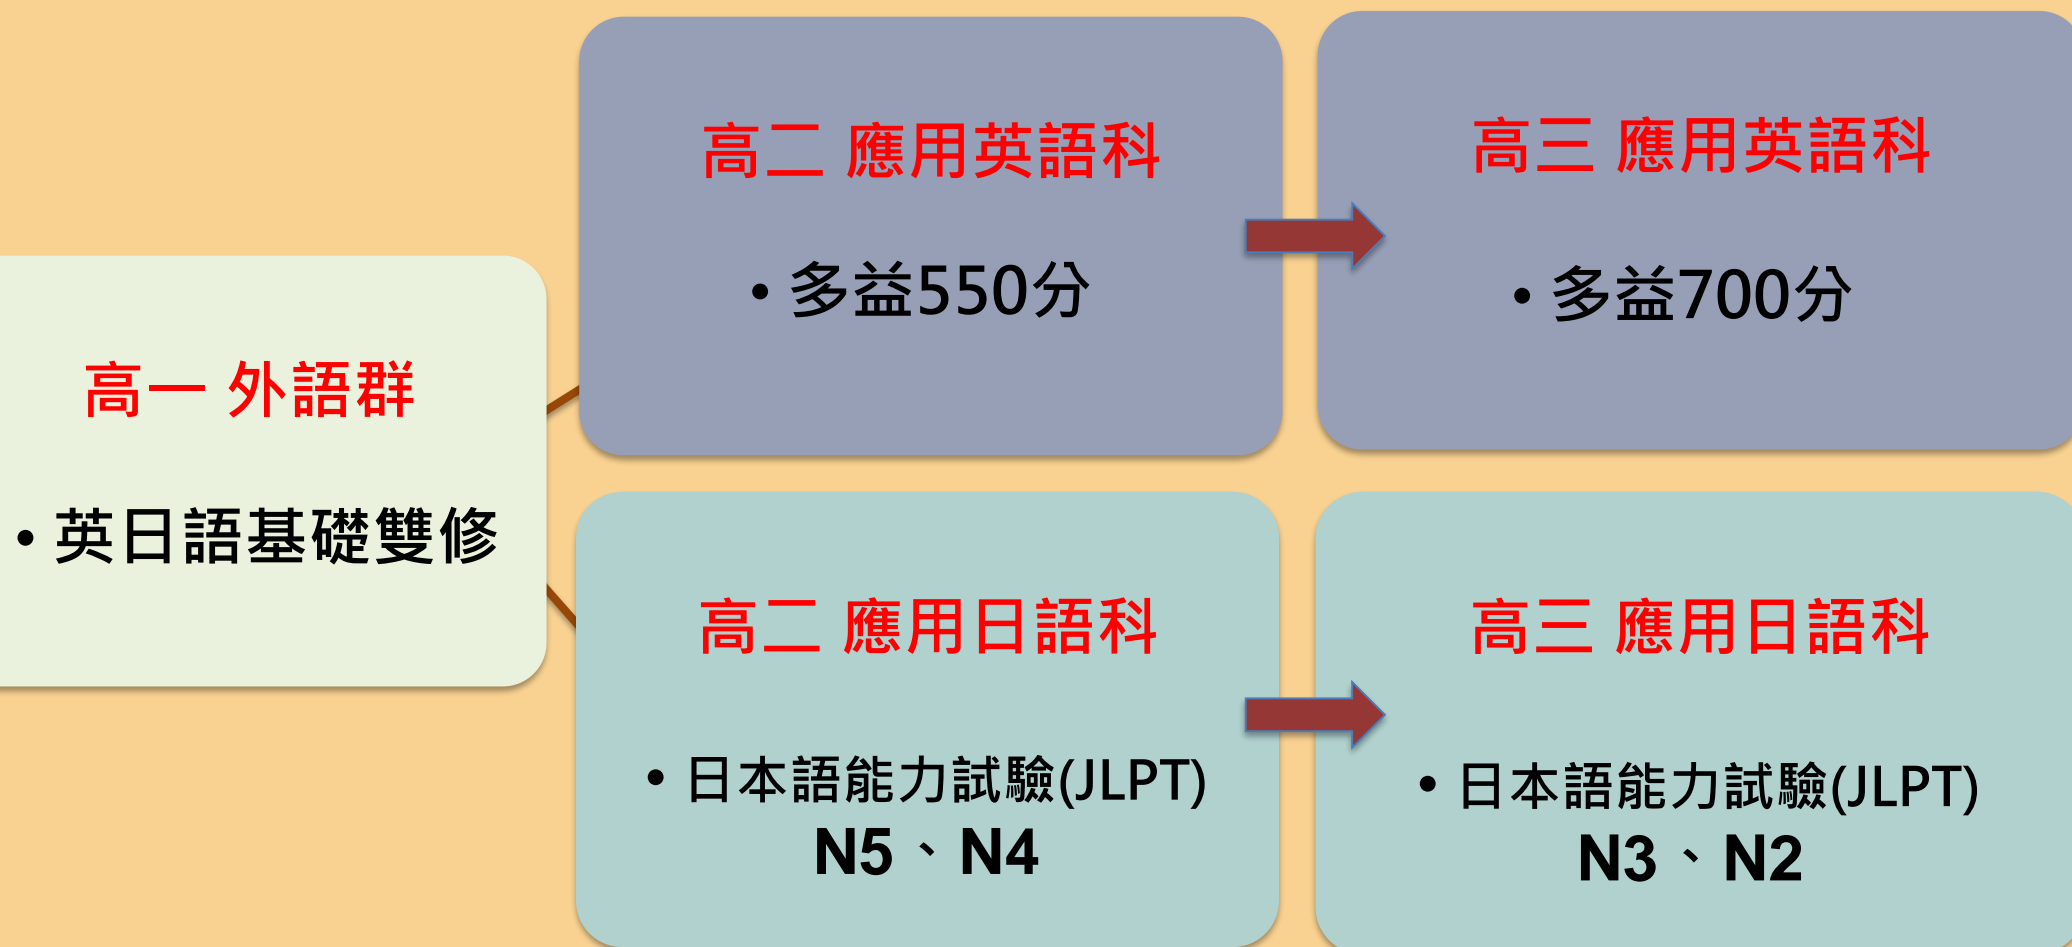 高一 外語群
• 英日語基礎雙修
高二 應用英語科
• 多益550分
高三 應用英語科
• 多益700分
高二 應用日語科
• 日本語能力試驗(JLPT)
N5、N4
高三 應用日語科
• 日本語能力試驗(JLPT)
N3、N2